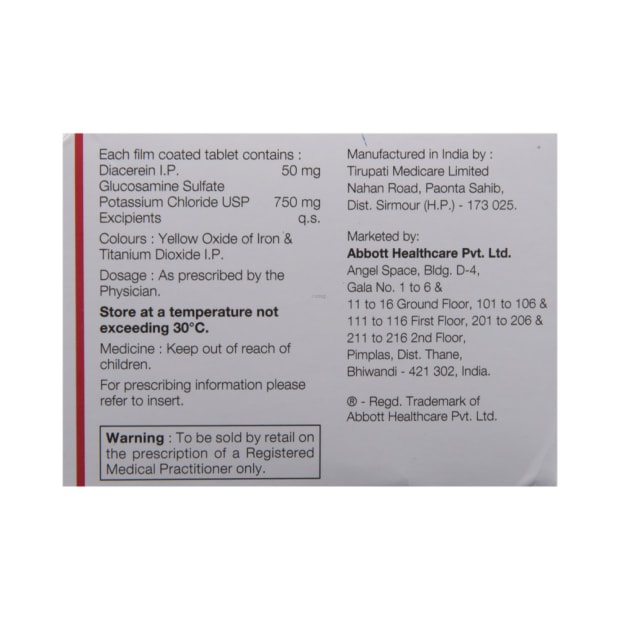 Each film coated tablet contains :
Diacerein I.P. 50 mg
Glucosamine Sulfate
Potassium Chloride USP 750 mg
Excipients q.s.
Colours : Yellow Oxide of Iron &
Titanium Dioxide I.P.
Dosage : As prescribed by the
Physician.
Store at a temperature not
exceeding 30°C.
Medicine : Keep out of reach of
children.
For prescribing information please
refer to insert.
Warning : To be sold by retail on
the prescription of a Registered
Medical Practitioner only.
Manufactured in India by :
Tirupati Medicare Limited
Nahan Road, Paonta Sahib,
Dist. Sirmour (H.P.) - 173 025.
Marketed by:
Abbott Healthcare Pvt. Ltd.
Angel Space, Bldg. D-4,
Gala No. 1 to 6 &
11 to 16 Ground Floor, 101 to 106 &
111 to 116 First Floor, 201 to 206 &
211 to 216 2nd Floor,
Pimplas, Dist. Thane,
Bhiwandi - 421 302, India.
® - Regd. Trademark of
Abbott Healthcare Pvt. Ltd.